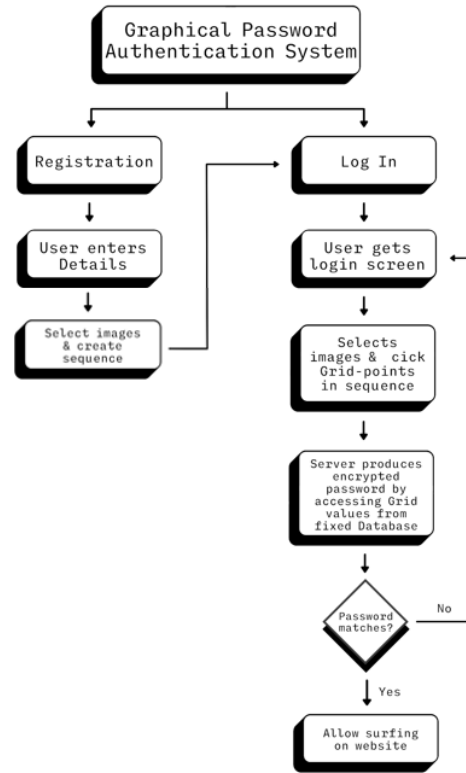 Graphical Password
Authentication System
Registration
Log In
User enters
Details
User gets
login screen
Select images
& create
sequence
Selects
images & cick
Grid-points
in sequence
Server produces
encrypted
password by
accessing Grid
values from
fixed Database
Password
matches?
No
Yes
Allow surfing
on website